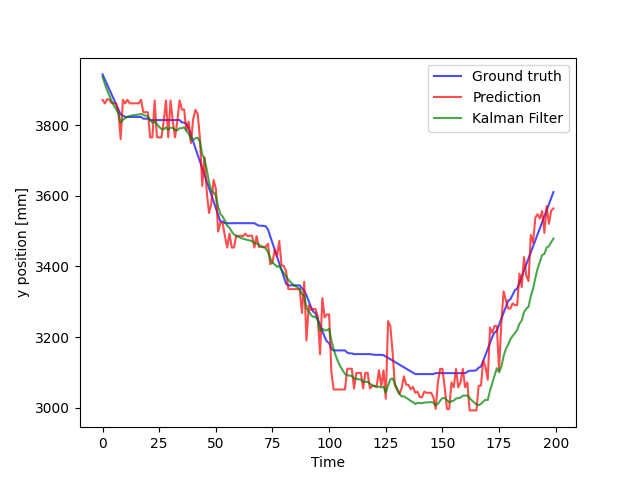 Ground truth
Prediction
Kalman Filter
3800
3600
3400
3200
3000
y position [mm]
0 25 50 75 100 125 150 175 200
Time